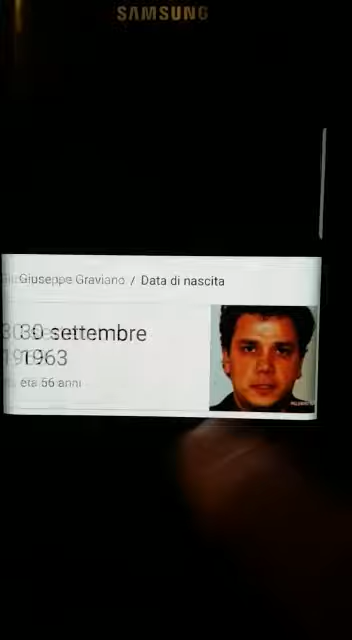 SAMSUNG
Giuseppe Graviano / Data di nascita
30 settembre
1963
età 56 anni